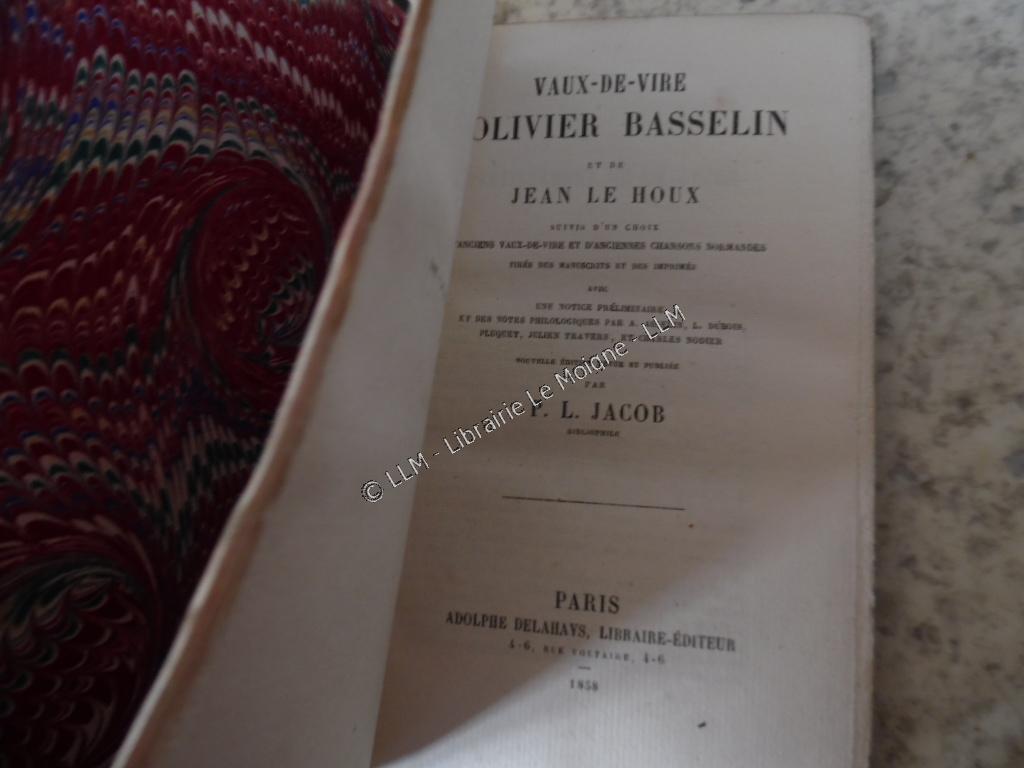 VAUX-DE-VIRE
OLIVIER BASSELIN
ET DE
JEAN LE HOUX
SUIVIS D'UN CHOIX
ANCIENS VAUX-DE-VIRE ET D'ANCIENNES CHANSONS NORMANDES
TIRÉS DES MANUSCRITS ET DES IMPRIMÉS
AVEC
UNE NOTICE PRÉLIMINAIRE
ET DES NOTES PHILOLOGIQUES PAR A. L. DUBOIS,
PLUQUET, JULIEN TRAVERS, ET CHARLES NODIER
NOUVELLE ET PUBLIÉE
PAR
P. L. JACOB
BIBLIOPHILE
© LLM - Librairie Le Moigne - LLM
PARIS
ADOLPHE DELAHAYS, LIBRAIRE-ÉDITEUR
4-6, RUE VOLTAIRE, 4-6
1858